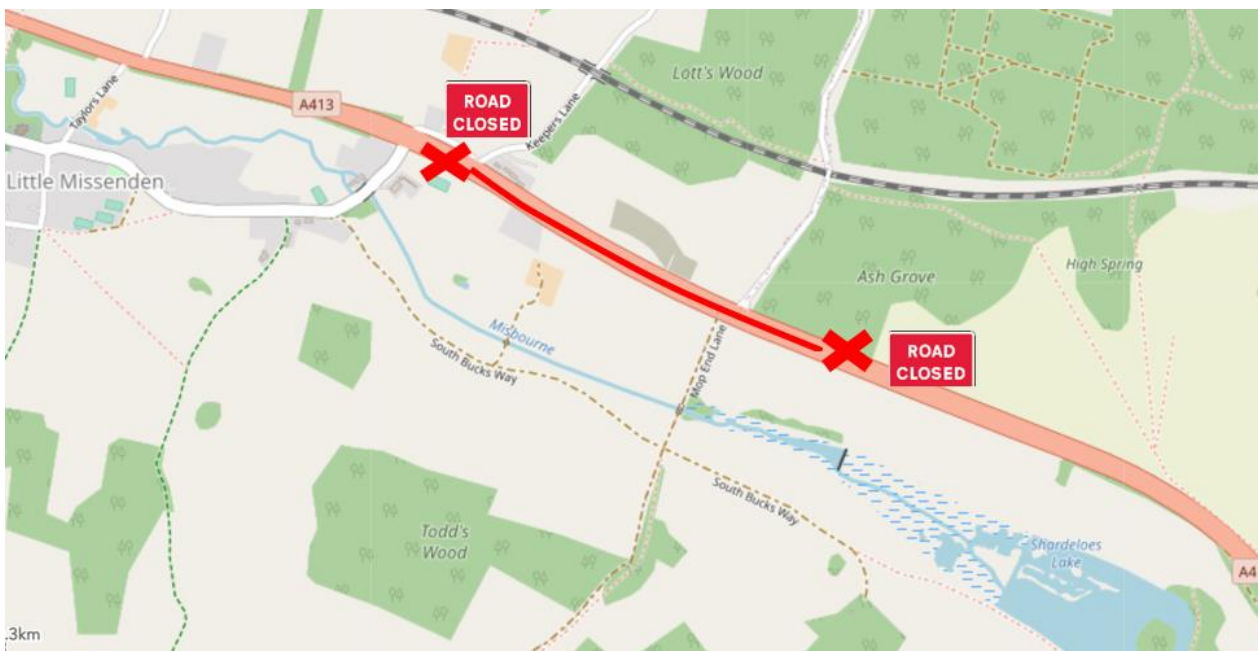 Lott's Wood
A413
ROAD
CLOSED
Taylors Lane
Keepers Lane
Little Missenden
High Spring
Ash Grove
Misbourne
South Bucks Way
Mop End Lane
ROAD
CLOSED
South Bucks Way
Todd's
Wood
Shardeloes
Lake
A4
.3km